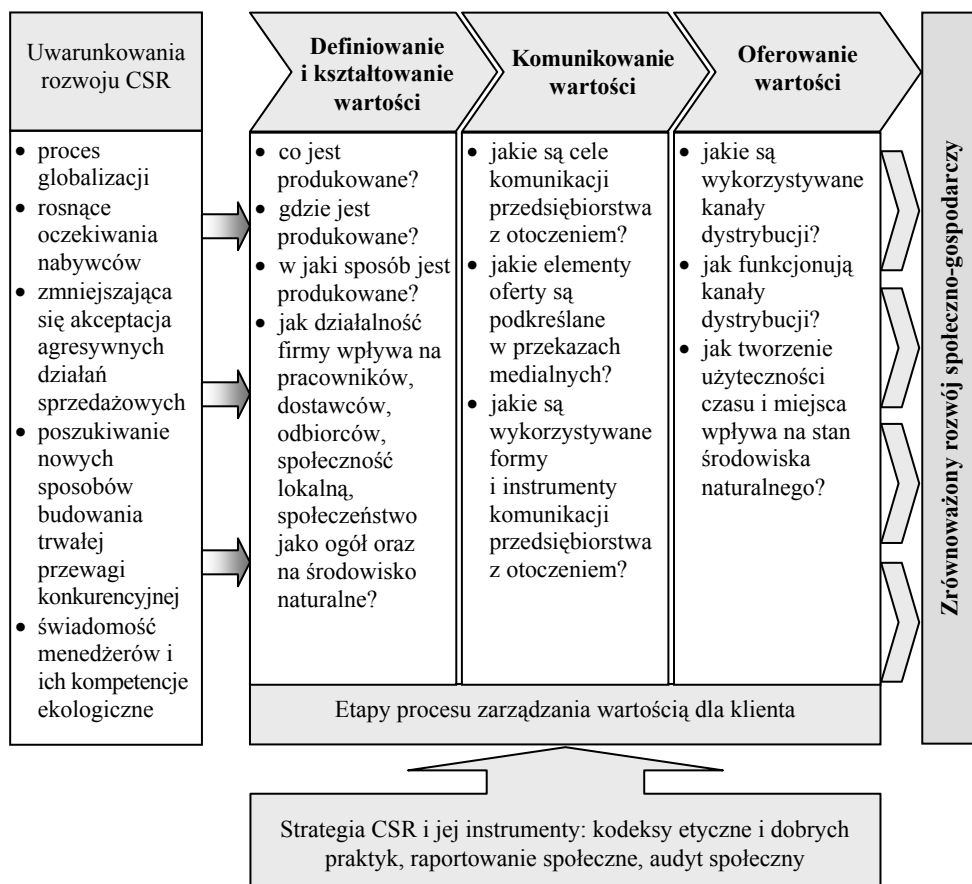 Uwarunkowania
rozwoju CSR
• proces
globalizacji
• rosnące
oczekiwania
nabywców
• zmniejszająca
się akceptacja
agresywnych
działań
sprzedażowych
• poszukiwanie
nowych
sposobów
budowania
trwałej
przewagi
konkurencyjnej
• świadomość
menedżerów i
ich kompetencje
ekologiczne
Definiowanie
i kształtowanie
wartości
• co jest
produkowane?
• gdzie jest
produkowane?
• w jaki sposób jest
produkowane?
• jak działalność
firmy wpływa na
pracowników,
dostawców,
odbiorców,
społeczność
lokalną,
społeczeństwo
jako ogół oraz
na środowisko
naturalne?
Komunikowanie
wartości
• jakie są cele
komunikacji
przedsiębiorstwa
z otoczeniem?
• jakie elementy
oferty są
podkreślane
w przekazach
medialnych?
• jakie są
wykorzystywane
formy
i instrumenty
komunikacji
przedsiębiorstwa
z otoczeniem?
Oferowanie
wartości
• jakie są
wykorzystywane
kanały
dystrybucji?
• jak funkcjonują
kanały
dystrybucji?
• jak tworzenie
użyteczności
czasu i miejsca
wpływa na stan
środowiska
naturalnego?
Etapy procesu zarządzania wartością dla klienta
Strategia CSR i jej instrumenty: kodeksy etyczne i dobrych
praktyk, raportowanie społeczne, audyt społeczny
Zrównoważony rozwój społeczno-gospodarczy